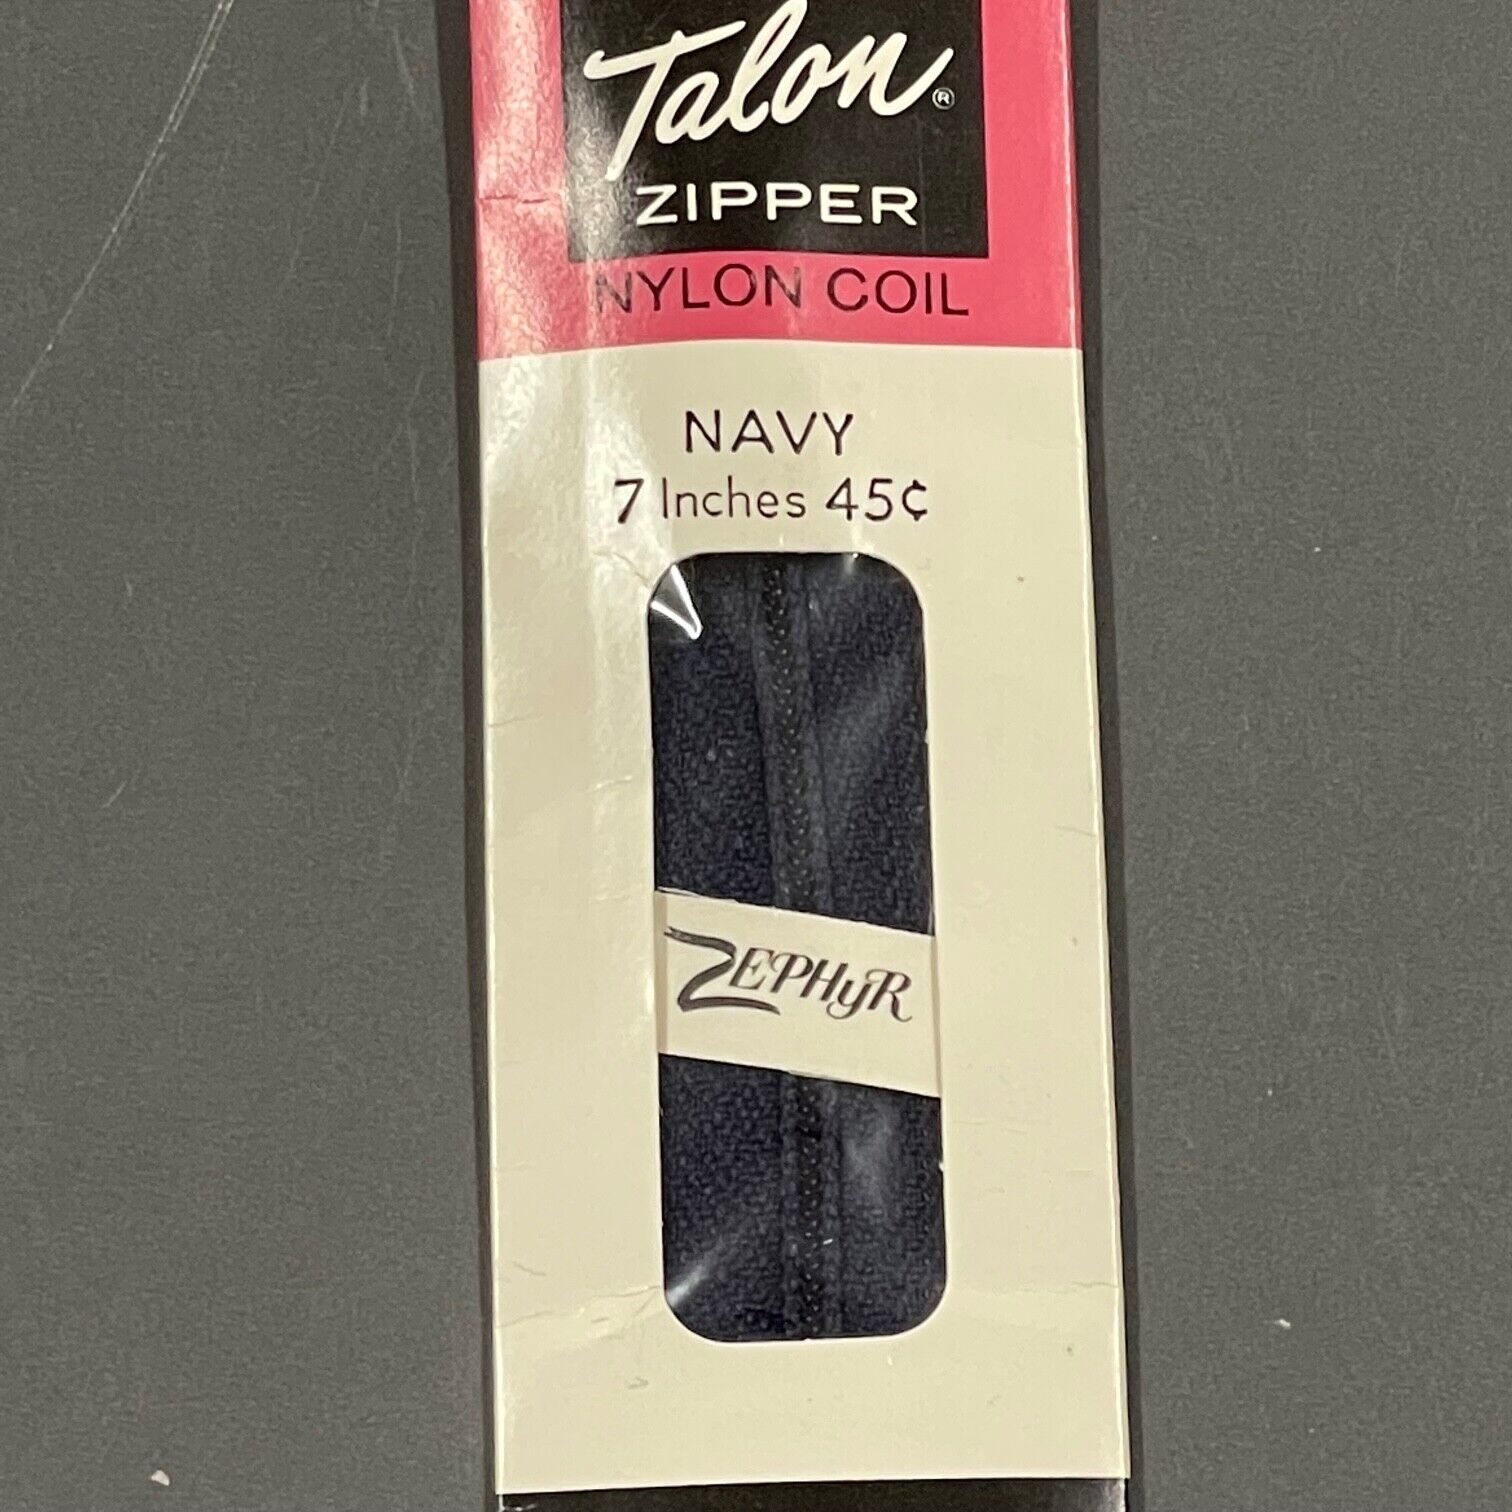 Talon®
ZIPPER
NYLON COIL
NAVY
7 Inches 45¢
ZEPHyR